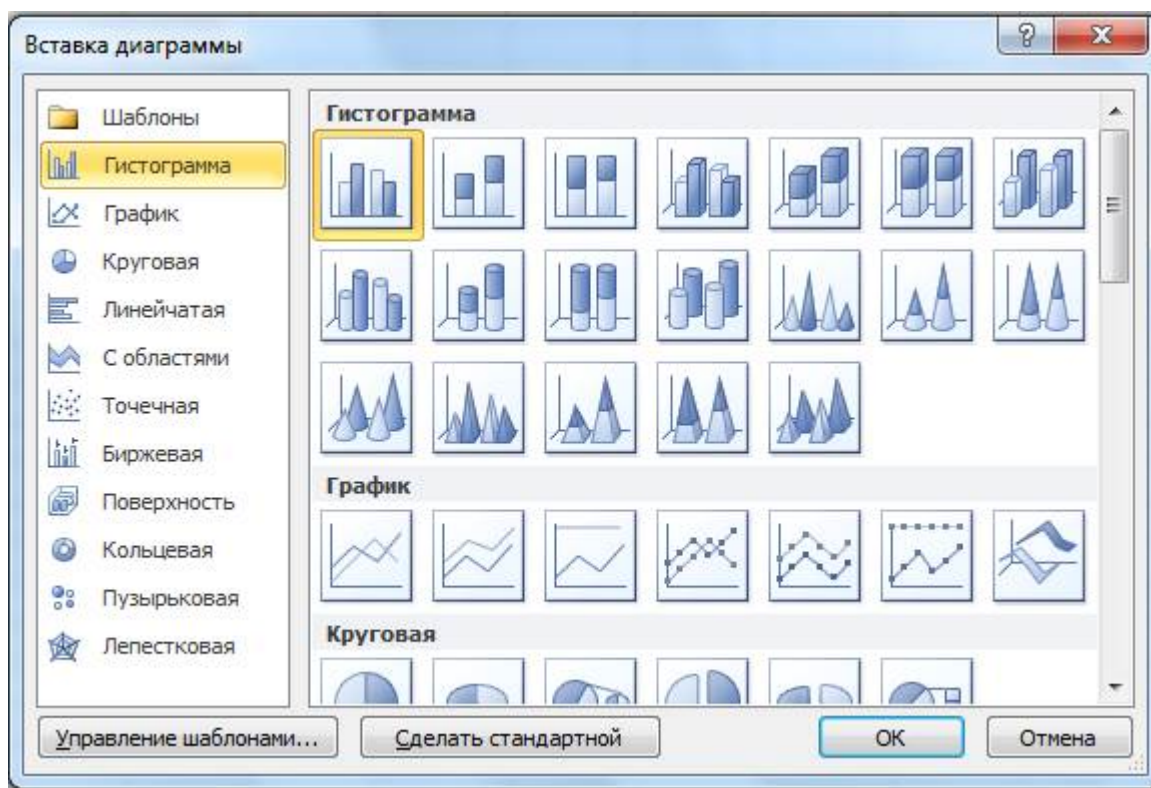 Вставка диаграммы
Шаблоны
Гистограмма
График
Круговая
Линейчатая
С областями
Точечная
Биржевая
Поверхность
Кольцевая
Пузырьковая
Лепестковая
Гистограмма
График
Круговая
Управление шаблонами...
Сделать стандартной
ОК
Отмена